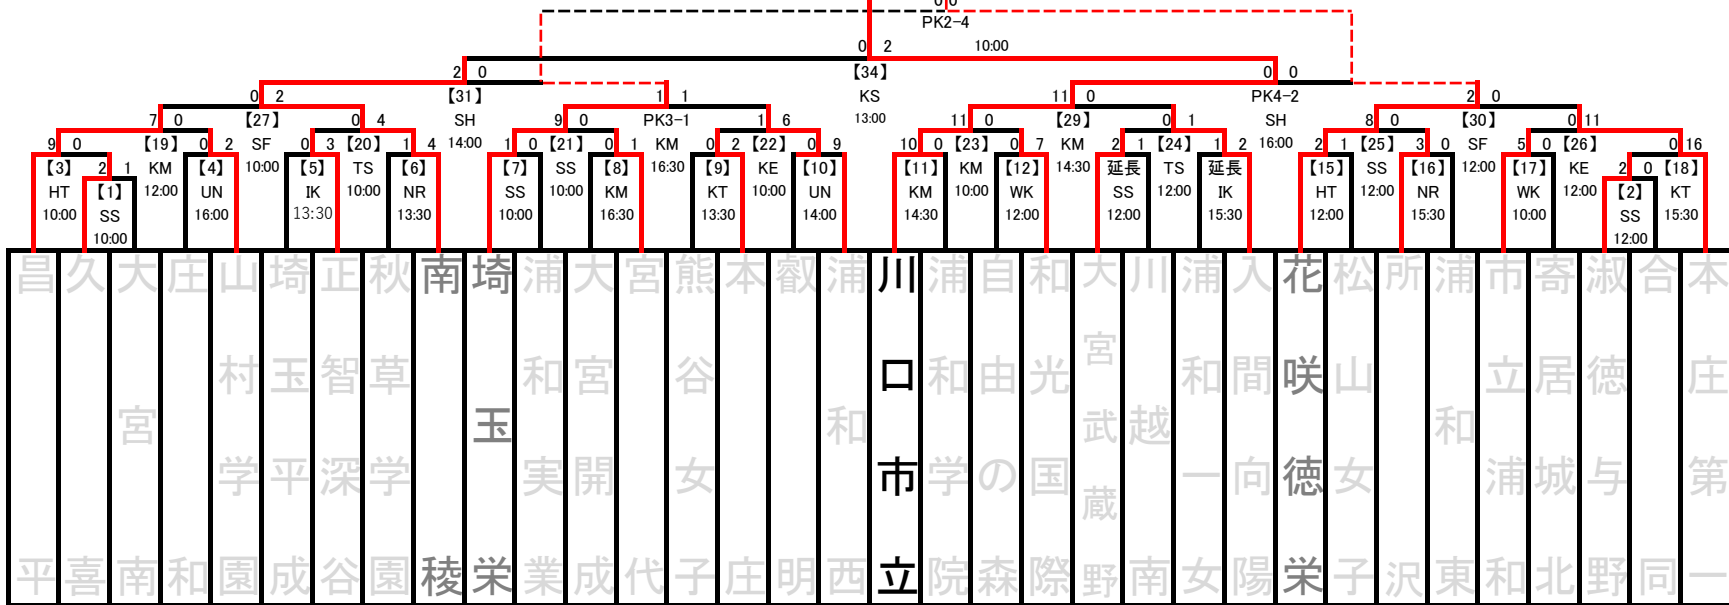 0 0
PK2-4
0 2 10:00
2 0 【34】 0 0
0 2 【31】 1 1 KS 11 0 PK4-2 2 0
7 0 【27】 0 4 SH 9 0 PK3-1 1 6 13:00 11 0 【29】 0 1 SH 8 0 【30】 0 11
9 0 【19】 0 2 SF 0 3 【20】 1 4 14:00 1 0 【21】 0 1 KM 0 2 【22】 0 9 10 0 【23】 0 7 KM 2 1 【24】 1 2 16:00 2 1 【25】 3 0 SF 5 0 【26】 0 16
【3】 2 1 KM 【4】 10:00 【5】 TS 【6】 【7】 SS 【8】 16:30 【9】 KE 【10】 【11】 KM 【12】 14:30 延長 TS 延長 【15】 SS 【16】 12:00 【17】 KE 2 0 【18】
HT 【1】 12:00 UN IK 10:00 NR SS 10:00 KM KT 10:00 UN KM 10:00 WK SS 12:00 IK HT 12:00 NR WK 12:00 【2】 KT
10:00 SS 16:00 13:30 13:30 10:00 16:30 13:30 14:00 14:30 12:00 12:00 15:30 12:00 15:30 10:00 SS 15:30
10:00 12:00
昌平
久喜
大宮南
庄和
山村学園
埼玉平成
正智深谷
秋草学園
南稜
埼玉栄
浦和実業
大宮開成
宮代
熊谷女子
本庄
叡明
浦和西
川口市立
浦和学院
自由の森
和光国際
大宮武蔵野
川越南
浦和一女
入間向陽
花咲徳栄
松山女子
所沢
浦和東
市立浦和
寄居城北
淑徳与野
合同
本庄第一